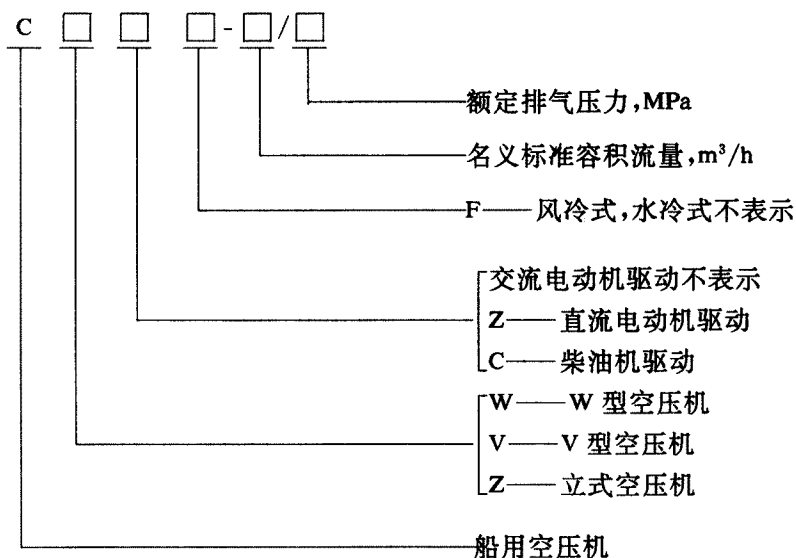 C □ □ □-□/□
额定排气压力,MPa
名义标准容积流量,m³/h
F——风冷式,水冷式不表示
交流电动机驱动不表示
Z——直流电动机驱动
C——柴油机驱动
W——W 型空压机
V——V 型空压机
Z——立式空压机
船用空压机